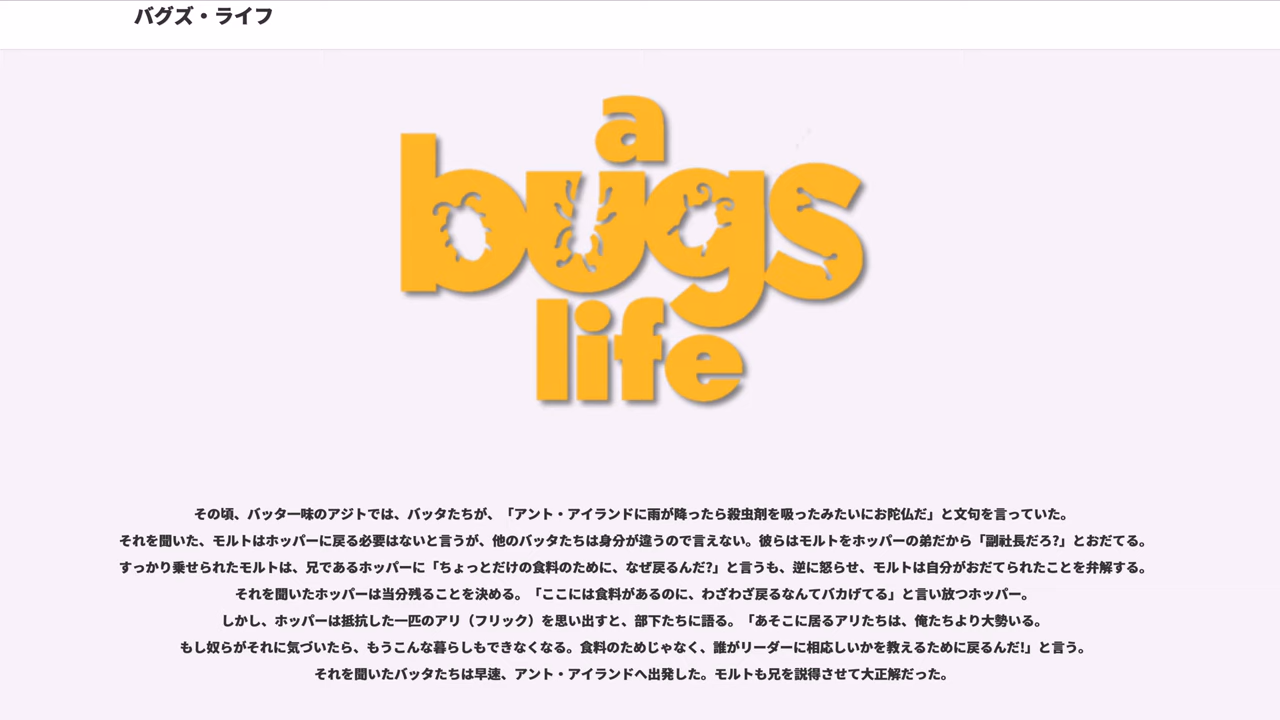 バグズ・ライフ
a
bugs
life
その頃、バッタ一味のアジトでは、バッタたちが、「アント・アイランドに雨が降ったら殺虫剤を吸ったみたいにお陀仏だ」と文句を言っていた。
それを聞いた、モルトはホッパーに戻る必要はないと言うが、他のバッタたちは身分が違うので言えない。彼らはモルトをホッパーの弟だから「副社長だろ?」とおだてる。
すっかり乗せられたモルトは、兄であるホッパーに「ちょっとだけの食料のために、なぜ戻るんだ?」と言うも、逆に怒らせ、モルトは自分がおだてられたことを弁解する。
それを聞いたホッパーは当分残ることを決める。「ここには食料があるのに、わざわざ戻るなんてバカげてる」と言い放つホッパー。
しかし、ホッパーは抵抗した一匹のアリ（フリック）を思い出すと、部下たちに語る。「あそこに居るアリたちは、俺たちより大勢いる。
もし奴らがそれに気づいたら、もうこんな暮らしもできなくなる。食料のためじゃなく、誰がリーダーに相応しいかを教えるために戻るんだ!」と言う。
それを聞いたバッタたちは早速、アント・アイランドへ出発した。モルトも兄を説得させて大正解だった。